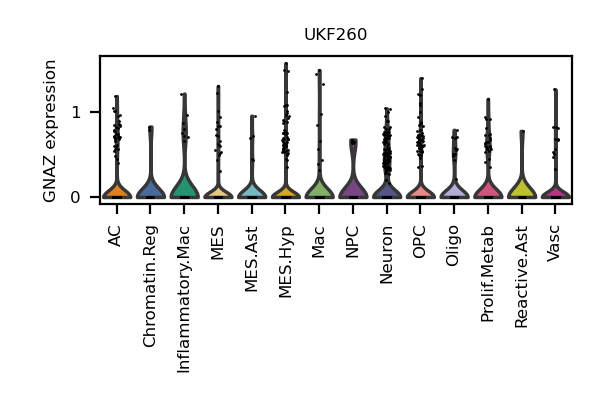 UKF260
GNAZ expression
1
0
AC
Chromatin.Reg
Inflammatory.Mac
MES
MES.Ast
MES.Hyp
Mac
NPC
Neuron
OPC
Oligo
Prolif.Metab
Reactive.Ast
Vasc